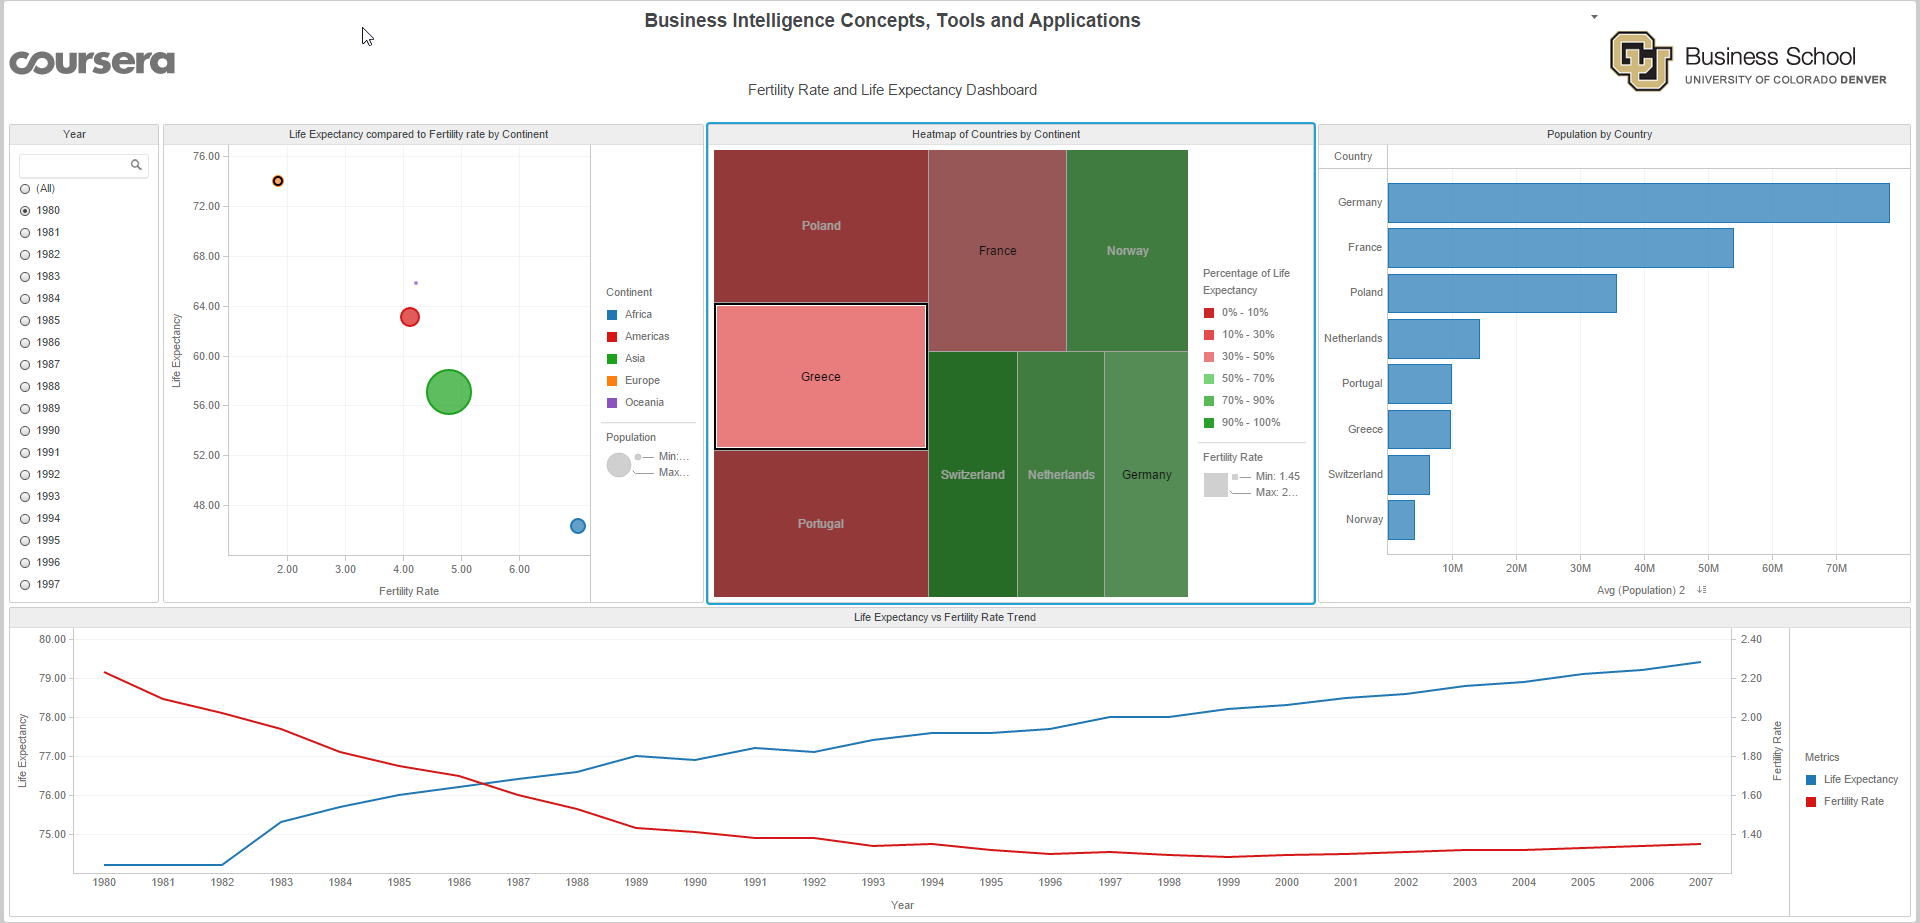 Business Intelligence Concepts, Tools and Applications
coursera
CU
Business School
UNIVERSITY OF COLORADO DENVER
Fertility Rate and Life Expectancy Dashboard
Year
(All)
1980
1981
1982
1983
1984
1985
1986
1987
1988
1989
1990
1991
1992
1993
1994
1995
1996
1997
Life Expectancy compared to Fertility rate by Continent
Life Expectancy
76.00
72.00
68.00
64.00
60.00
56.00
52.00
48.00
2.00 3.00 4.00 5.00 6.00
Fertility Rate
Continent
Africa
Americas
Asia
Europe
Oceania
Population
Min:...
Max...
Heatmap of Countries by Continent
Poland
France
Norway
Greece
Portugal
Switzerland
Netherlands
Germany
Percentage of Life
Expectancy
0% - 10%
10% - 30%
30% - 50%
50% - 70%
70% - 90%
90% - 100%
Fertility Rate
Min: 1.45
Max: 2...
Population by Country
Country
Germany
France
Poland
Netherlands
Portugal
Greece
Switzerland
Norway
10M 20M 30M 40M 50M 60M 70M
Avg (Population) 2
Life Expectancy vs Fertility Rate Trend
Life Expectancy
80.00
79.00
78.00
77.00
76.00
75.00
2.40
2.20
2.00
1.80
1.60
1.40
Fertility Rate
1980 1981 1982 1983 1984 1985 1986 1987 1988 1989 1990 1991 1992 1993 1994 1995 1996 1997 1998 1999 2000 2001 2002 2003 2004 2005 2006 2007
Year
Metrics
Life Expectancy
Fertility Rate